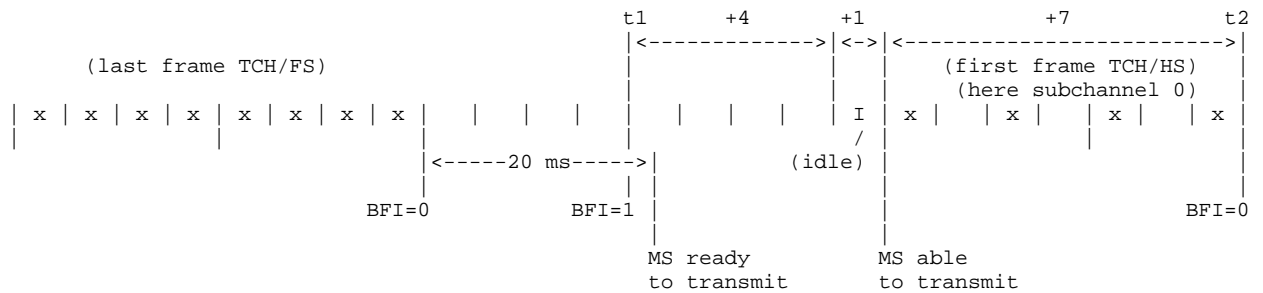 t1 +4 +1 +7 t2
|<------------->|<->|<-------------------------->|
(last frame TCH/FS) | | | (first frame TCH/HS) |
| | | (here subchannel 0) |
| x | x | x | x | x | x | x | x | | | | | | | | | I | x | | x | | x | | x |
| | | | / | | |
|<-----20 ms----->| (idle) |
| | | | |
BFI=0 BFI=1 | | BFI=0
| |
MS ready MS able
to transmit to transmit